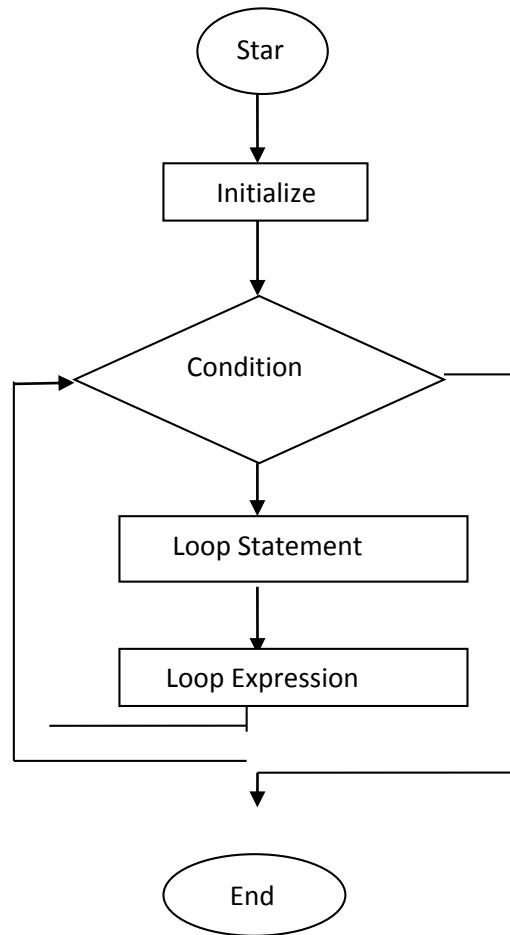 Star
Initialize
Condition
Loop Statement
Loop Expression
End